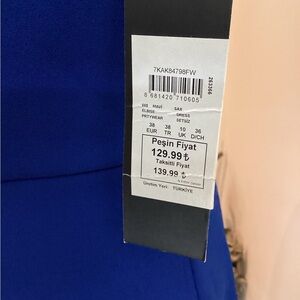 7KAK84798FW
8 681420 710605
MAVİ SAX
ELBİSE DRESS
38 38 10 36
EUR TR UK D/CH
Peşin Fiyat
129.99 ₺
Taksitli Fiyat
139.99 ₺
Üretim Yeri: TÜRKİYE